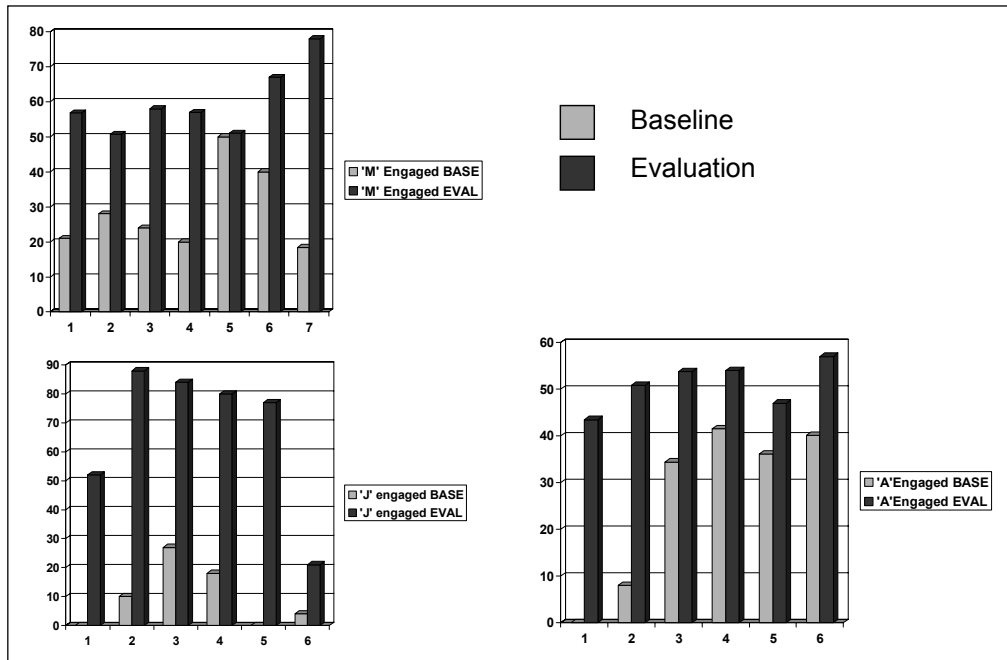 80
70
60
50
40
30
20
10
0
1 2 3 4 5 6 7
'M' Engaged BASE
'M' Engaged EVAL
Baseline
Evaluation
90
80
70
60
50
40
30
20
10
0
1 2 3 4 5 6
'J' engaged BASE
'J' engaged EVAL
60
50
40
30
20
10
0
1 2 3 4 5 6
'A'Engaged BASE
'A'Engaged EVAL